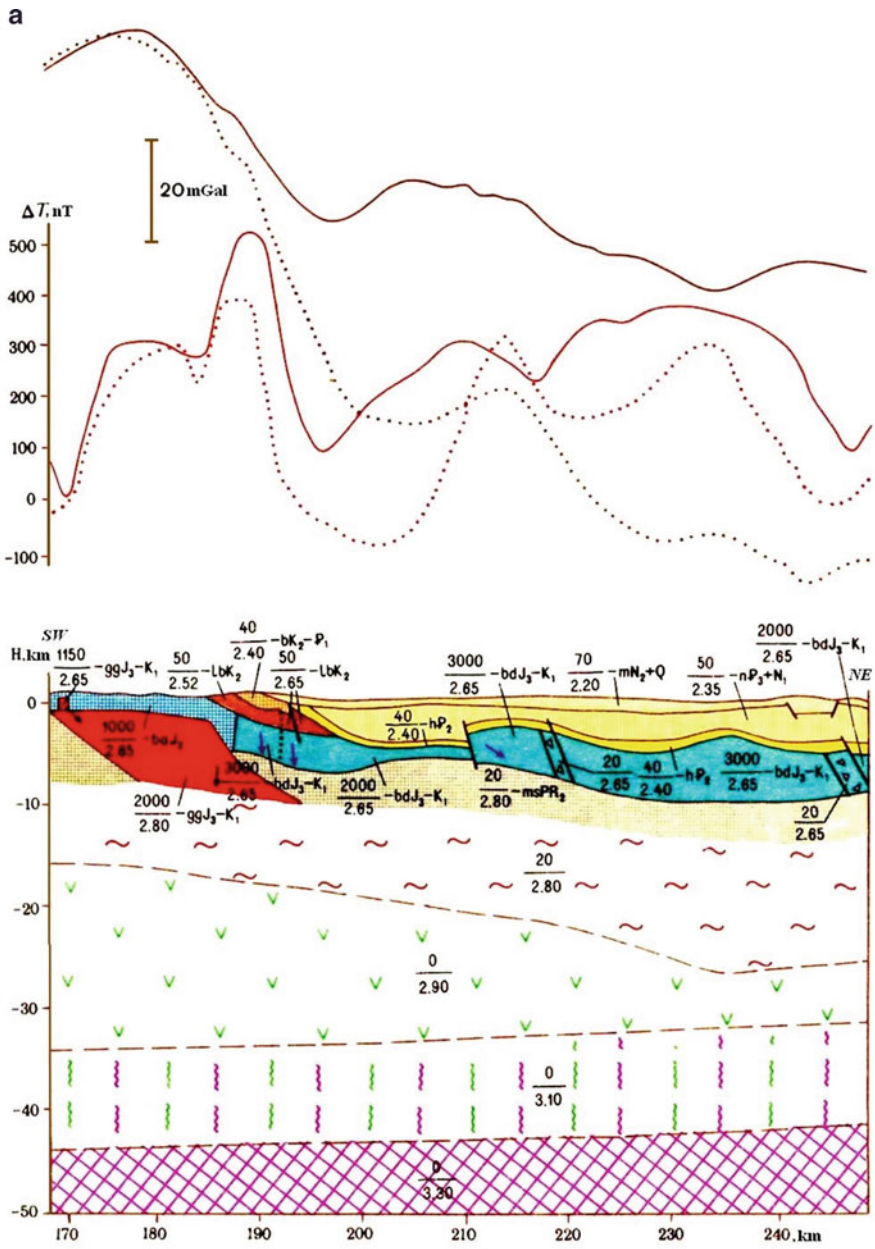 a
20 mGal
ΔT, nT
500
400
300
200
100
0
-100
SW
H, km
NE
1150
2.65 -ggJ₃-K₁
50
2.52 -lbK₂
40
2.40 -bK₂-P₁
50
2.65 -lbK₂
3000
2.65 -bdJ₃-K₁
70
2.20 -mN₂+Q
50
2.35 -nP₃+N₁
2000
2.65 -bdJ₃-K₁
0
-10
-20
-30
-40
-50
1000
2.85
40
2.40 -hP₂
3000
2.65 bdJ₃-K₁
2000
2.65 -bdJ₃-K₁
20
2.80 -msPR₂
20
2.65
40
2.40 -hP₂
3000
2.65 -bdJ₃-K₁
20
2.65
2000
2.80 -ggJ₃-K₁
20
2.80
0
2.90
0
3.10
0
3.30
170 180 190 200 210 220 230 240, km